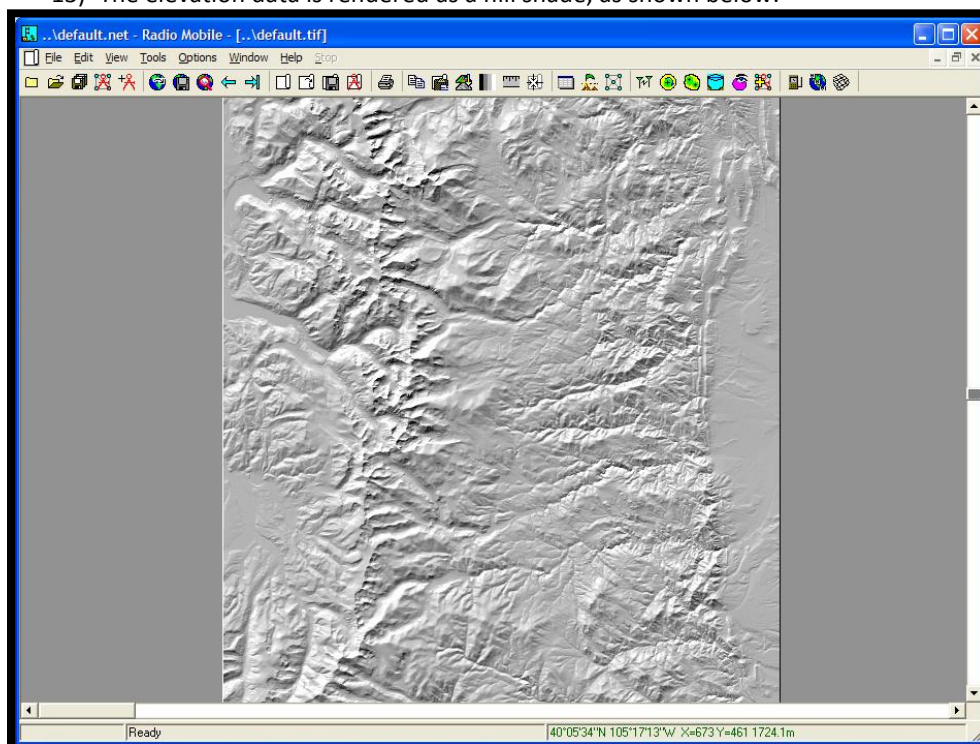 13) The elevation data is rendered as a hill shade, as shown below:
..\default.net - Radio Mobile - [..\default.tif]
File Edit View Tools Options Window Help Stop
Ready
40°05'34"N 105°17'13"W X=673 Y=461 1724.1m